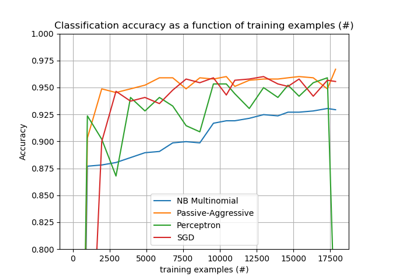 Classification accuracy as a function of training examples (#)
1.000
0.975
0.950
0.925
0.900
0.875
0.850
0.825
0.800
Accuracy
NB Multinomial
Passive-Aggressive
Perceptron
SGD
0 2500 5000 7500 10000 12500 15000 17500
training examples (#)